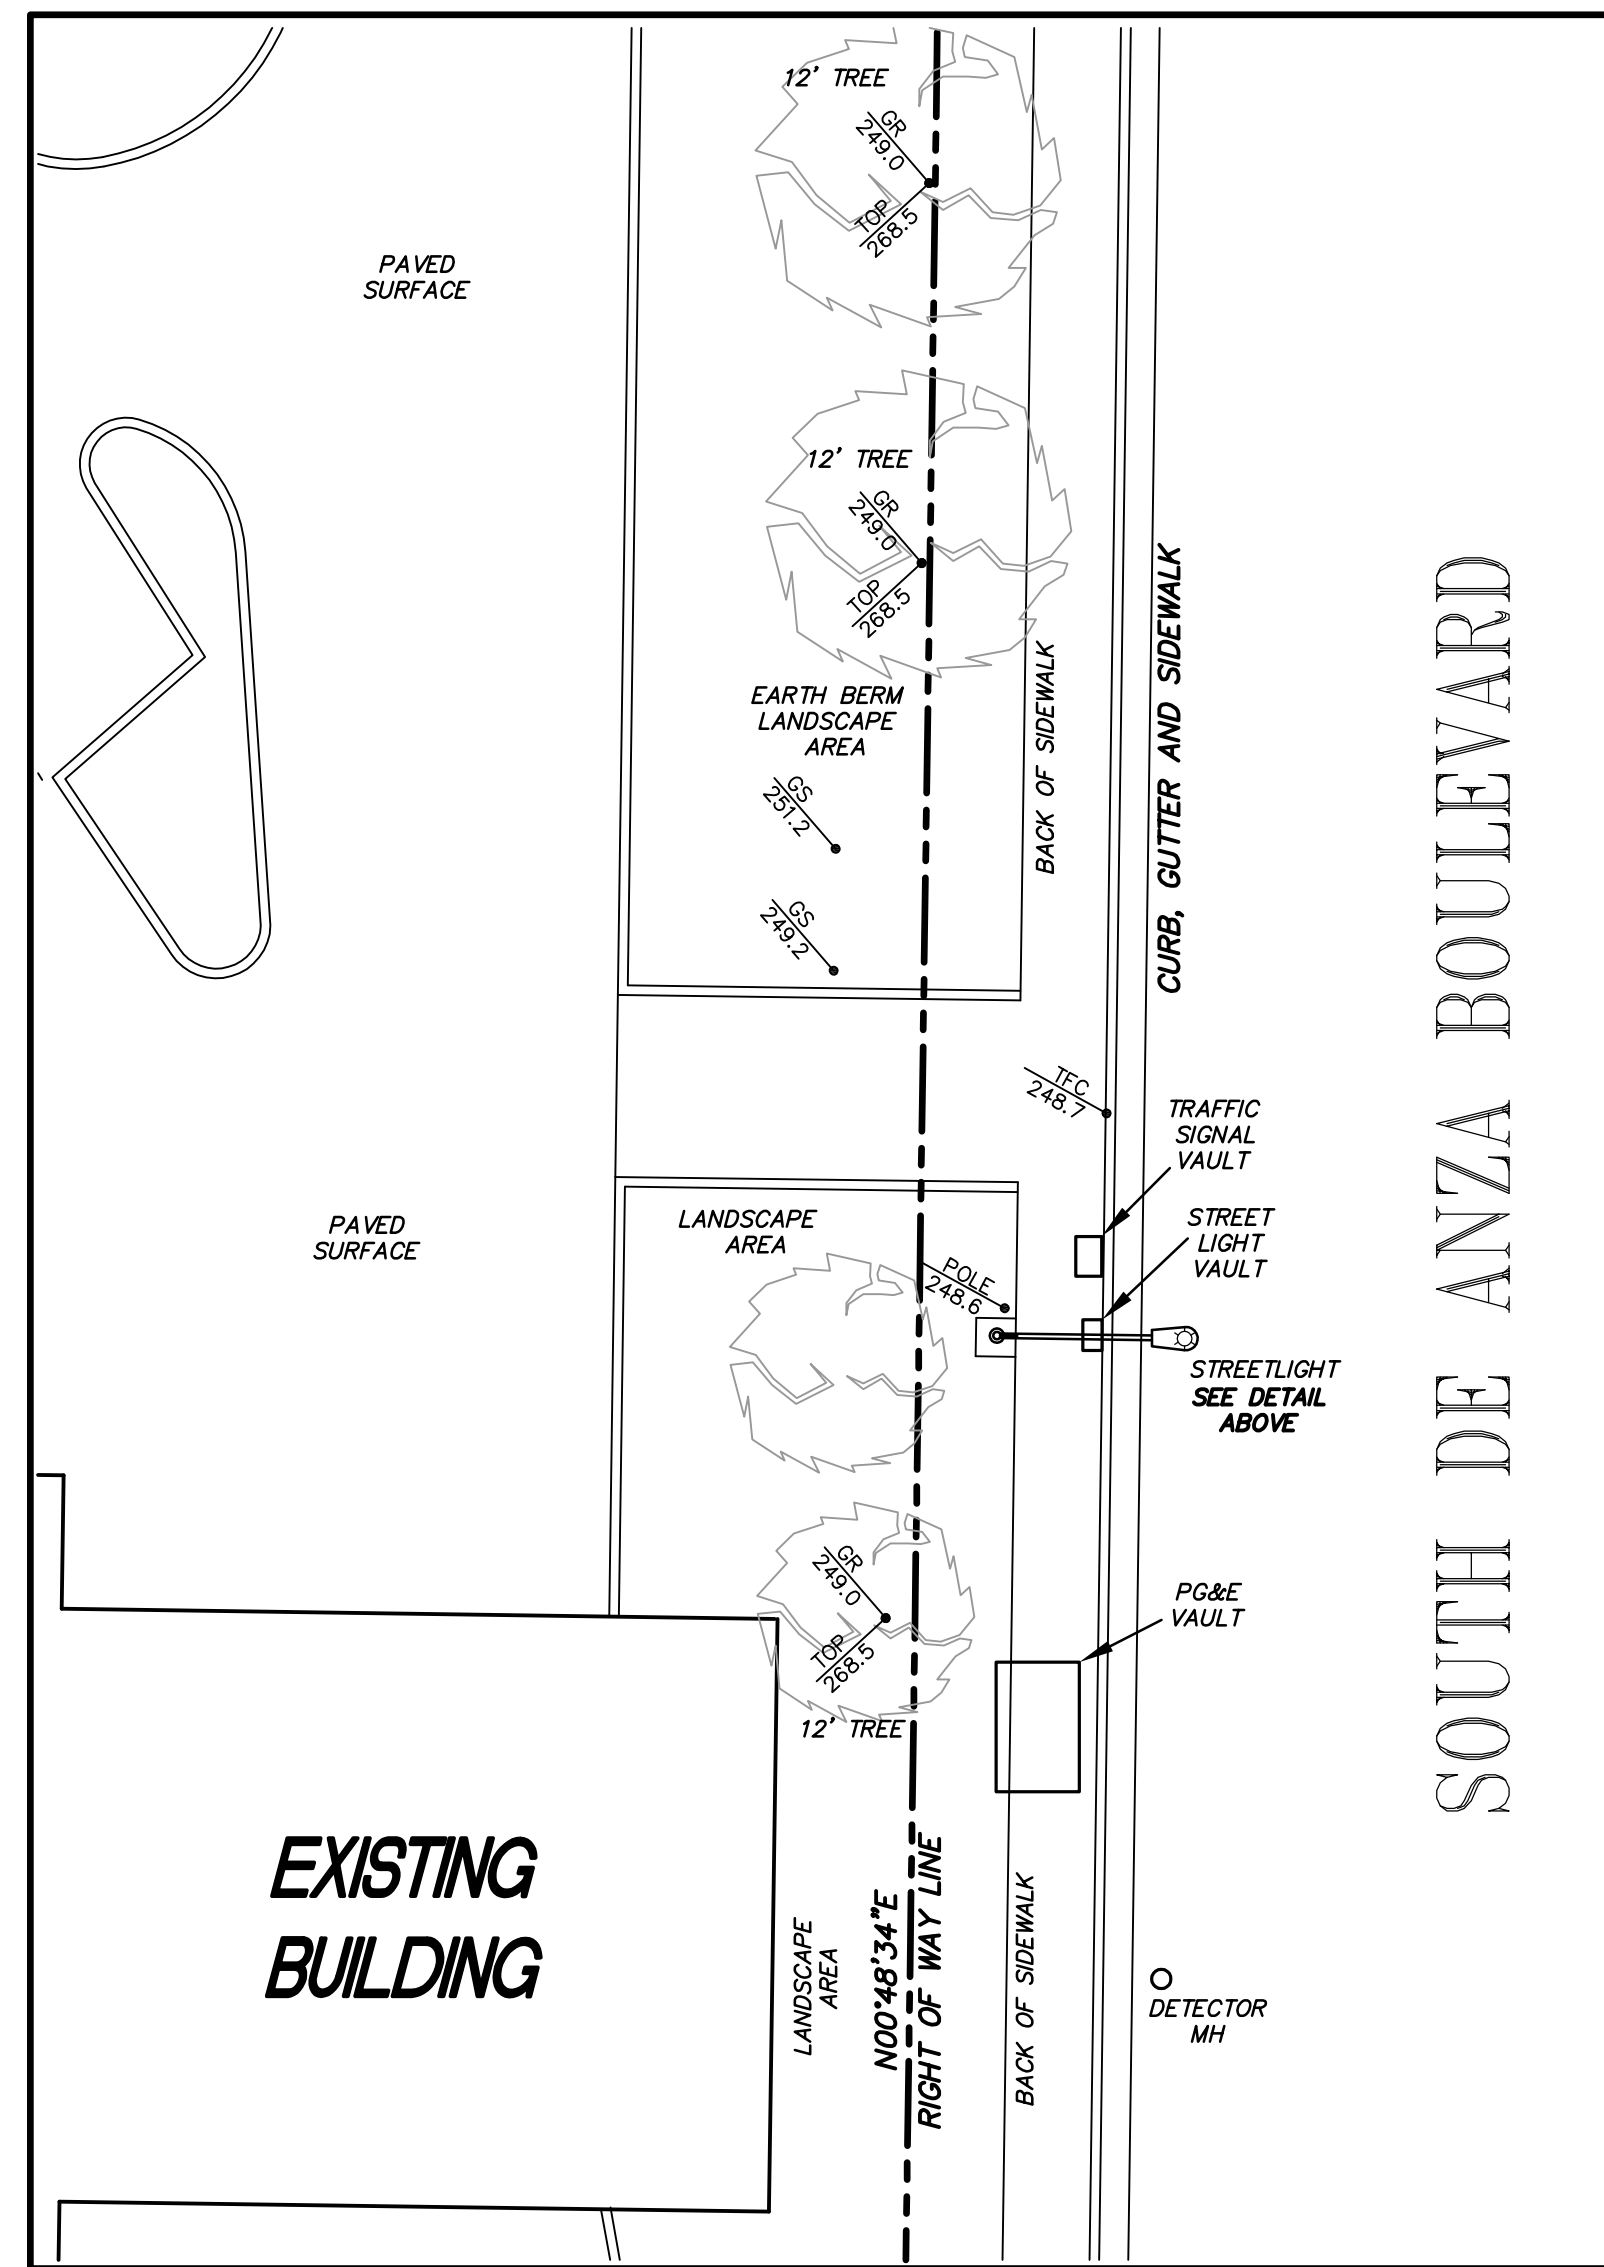 12' TREE
GR
249.0
TOP
268.5
PAVED
SURFACE
12' TREE
GR
249.0
TOP
268.5
EARTH BERM
LANDSCAPE
AREA
GS
251.2
GS
249.2
BACK OF SIDEWALK
CURB, GUTTER AND SIDEWALK
SOUTH DE ANZA BOULEVARD
TFC
248.7
TRAFFIC
SIGNAL
VAULT
PAVED
SURFACE
LANDSCAPE
AREA
STREET
LIGHT
VAULT
POLE
248.6
STREETLIGHT
SEE DETAIL
ABOVE
GR
249.0
TOP
268.5
12' TREE
PG&E
VAULT
EXISTING
BUILDING
LANDSCAPE
AREA
N00°48'34"E
RIGHT OF WAY LINE
BACK OF SIDEWALK
DETECTOR
MH